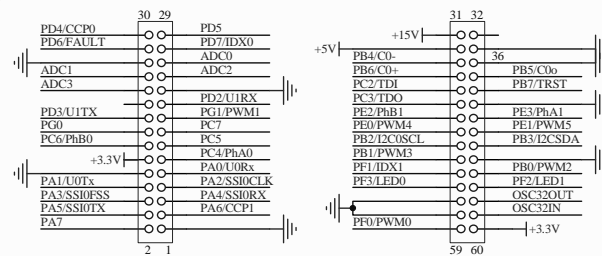 30 29
PD4/CCP0 PD5
PD6/FAULT PD7/IDX0
ADC0
ADC1 ADC2
ADC3
PD2/U1RX
PD3/U1TX PG1/PWM1
PG0 PC7
PC6/PhB0 PC5
+3.3V PC4/PhA0
PA0/U0Rx
PA1/U0Tx PA2/SSI0CLK
PA3/SSI0FSS PA4/SSI0RX
PA5/SSI0TX PA6/CCP1
PA7
2 1
31 32
+15V
+5V
PB4/C0- 36
PB6/C0+ PB5/C0o
PC2/TDI PB7/TRST
PC3/TDO
PE2/PhB1 PE3/PhA1
PE0/PWM4 PE1/PWM5
PB2/I2C0SCL PB3/I2CSDA
PB1/PWM3
PF1/IDX1 PB0/PWM2
PF3/LED0 PF2/LED1
OSC32OUT
OSC32IN
PF0/PWM0 +3.3V
59 60